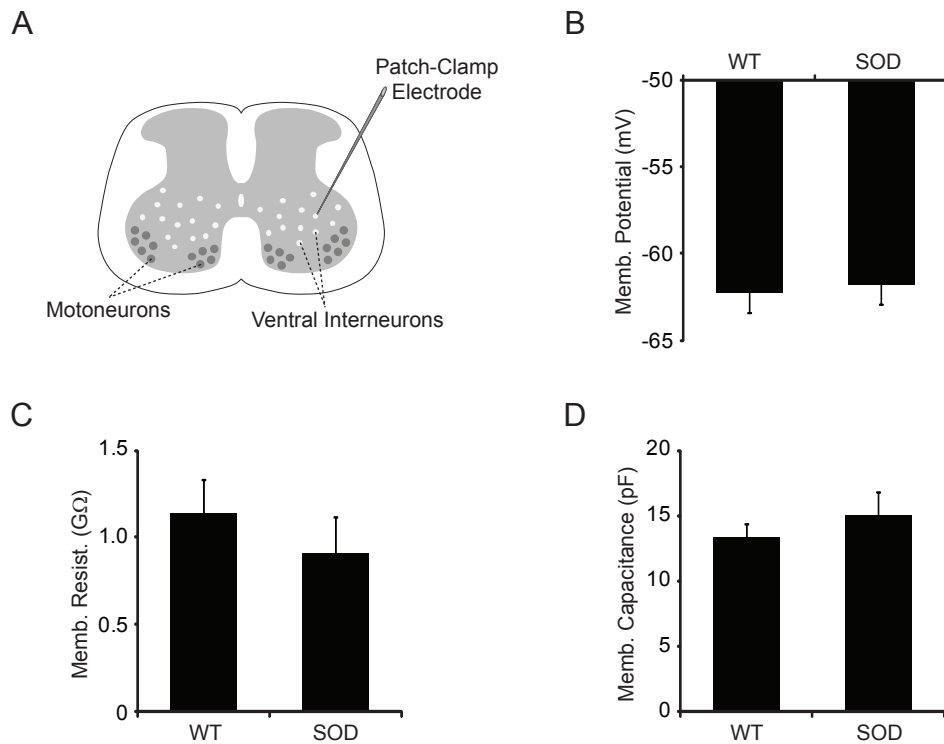 A
Patch-Clamp
Electrode
Motoneurons
Ventral Interneurons
B
WT
SOD
-50
-55
-60
-65
Memb. Potential (mV)
C
1.5
1.0
0.5
0
Memb. Resist. (GΩ)
WT
SOD
D
20
15
10
5
0
Memb. Capacitance (pF)
WT
SOD